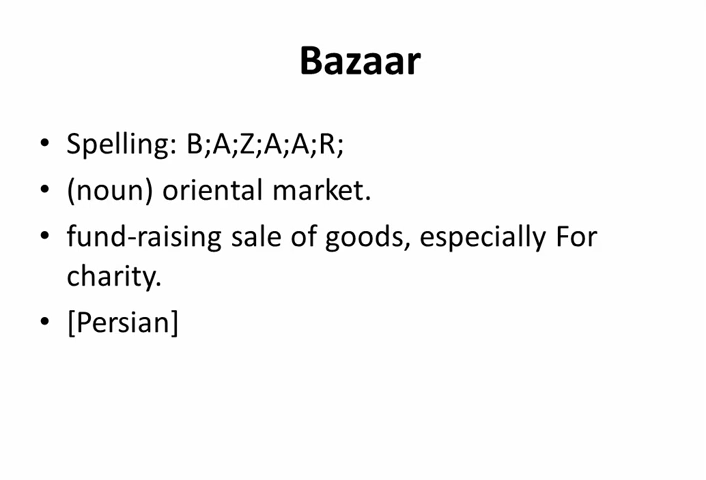 Bazaar
• Spelling: B;A;Z;A;A;R;
• (noun) oriental market.
• fund-raising sale of goods, especially For
charity.
• [Persian]